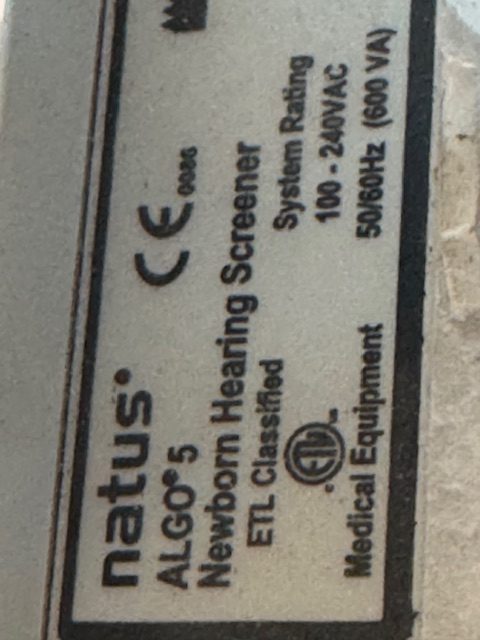 natus®
CE 0086
ALGO® 5
Newborn Hearing Screener
ETL Classified
System Rating
ETL
100 - 240VAC
Medical Equipment
50/60Hz (600 VA)